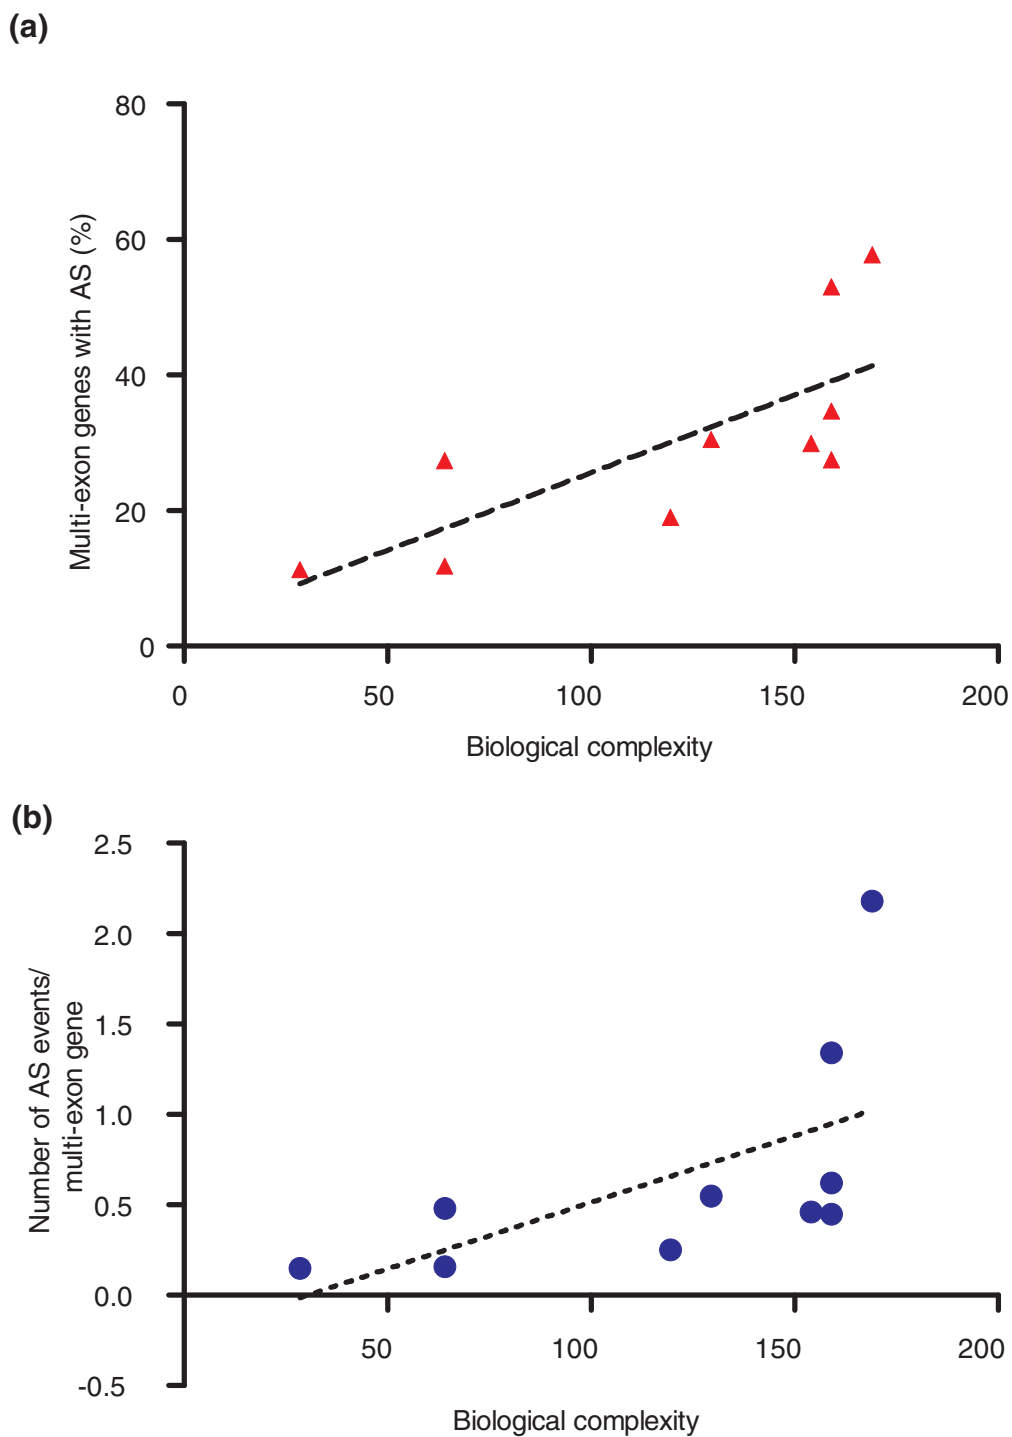 (a)
80
60
40
20
0
Multi-exon genes with AS (%)
0 50 100 150 200
Biological complexity
(b)
2.5
2.0
1.5
1.0
0.5
0.0
-0.5
Number of AS events/
multi-exon gene
50 100 150 200
Biological complexity